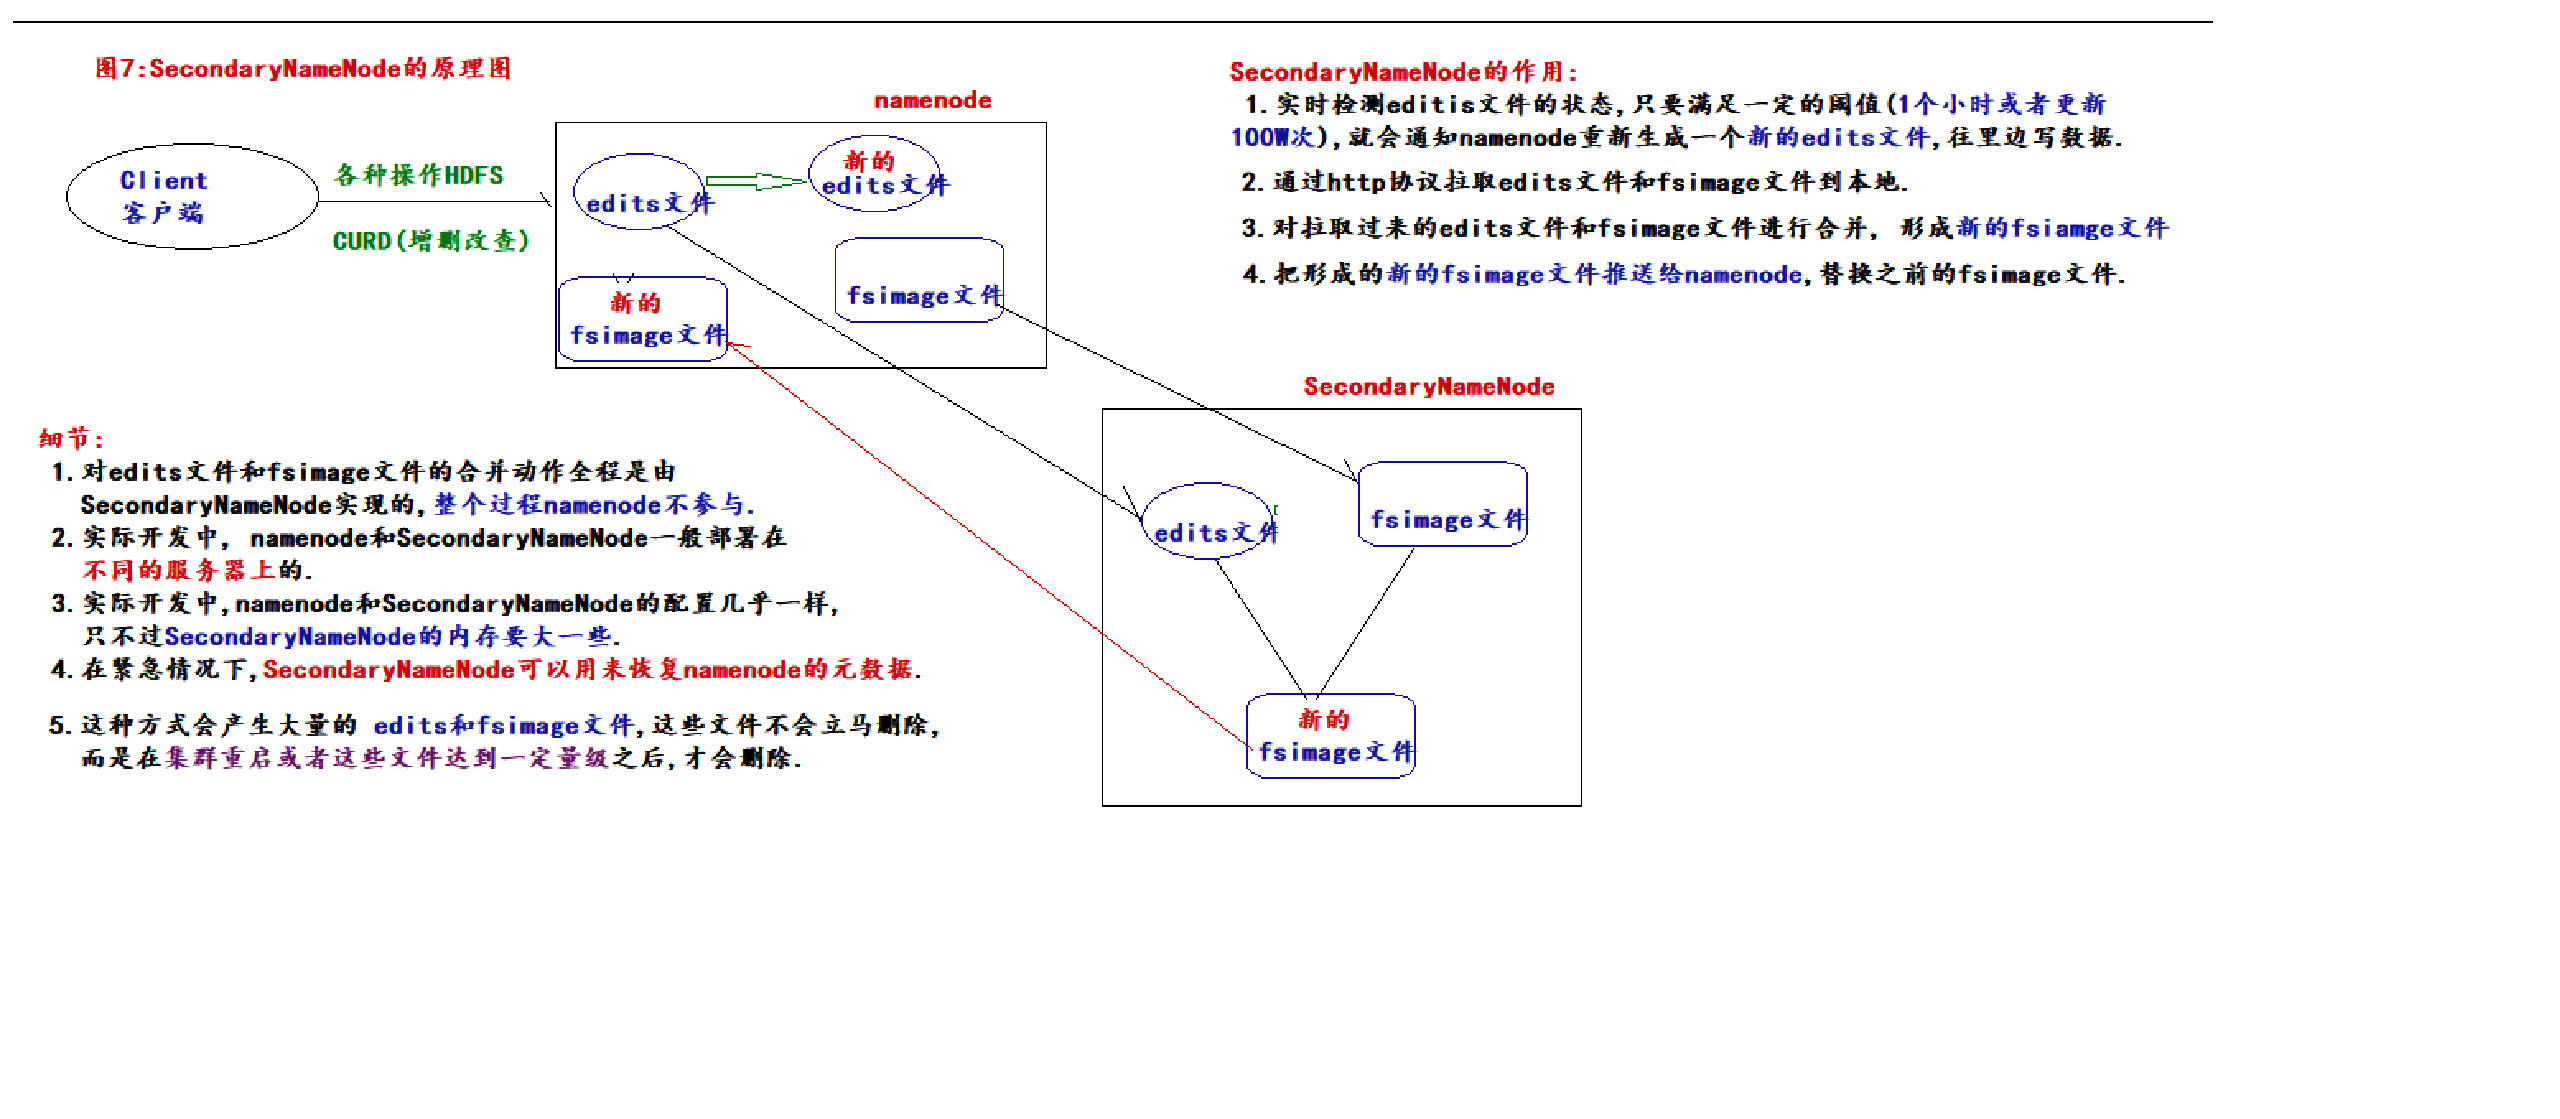 图7:SecondaryNameNode的原理图
namenode
Client
客户端
各种操作HDFS
CURD(增删改查)
edits文件
新的
edits文件
fsimage文件
新的
fsimage文件
SecondaryNameNode的作用:
1.实时检测editis文件的状态,只要满足一定的阈值(1个小时或者更新
100W次),就会通知namenode重新生成一个新的edits文件,往里边写数据.
2.通过http协议拉取edits文件和fsimage文件到本地.
3.对拉取过来的edits文件和fsimage文件进行合并, 形成新的fsiamge文件
4.把形成的新的fsimage文件推送给namenode,替换之前的fsimage文件.
SecondaryNameNode
edits文件
fsimage文件
新的
fsimage文件
细节:
1.对edits文件和fsimage文件的合并动作全程是由
SecondaryNameNode实现的,整个过程namenode不参与.
2.实际开发中, namenode和SecondaryNameNode一般部署在
不同的服务器上的.
3.实际开发中,namenode和SecondaryNameNode的配置几乎一样,
只不过SecondaryNameNode的内存要大一些.
4.在紧急情况下,SecondaryNameNode可以用来恢复namenode的元数据.
5.这种方式会产生大量的 edits和fsimage文件,这些文件不会立马删除,
而是在集群重启或者这些文件达到一定量级之后,才会删除.